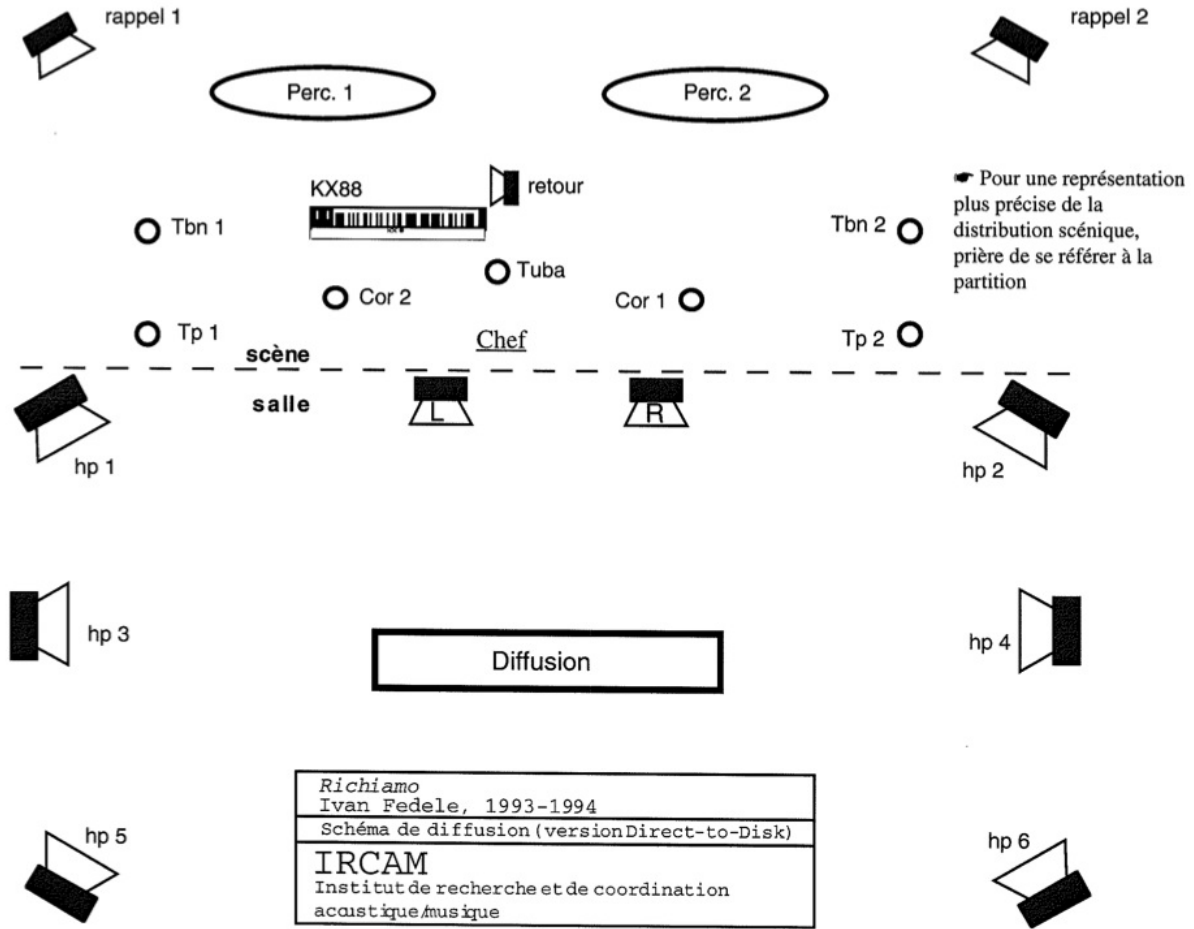 rappel 1
rappel 2
Perc. 1
Perc. 2
KX88
retour
☛ Pour une représentation
plus précise de la
distribution scénique,
prière de se référer à la
partition
Tbn 1
Tbn 2
Tuba
Cor 2
Cor 1
Tp 1
Chef
Tp 2
scène
salle
L
R
hp 1
hp 2
hp 3
hp 4
Diffusion
hp 5
hp 6
Richiamo
Ivan Fedele, 1993-1994
Schéma de diffusion (version Direct-to-Disk)
IRCAM
Institut de recherche et de coordination
acoustique/musique